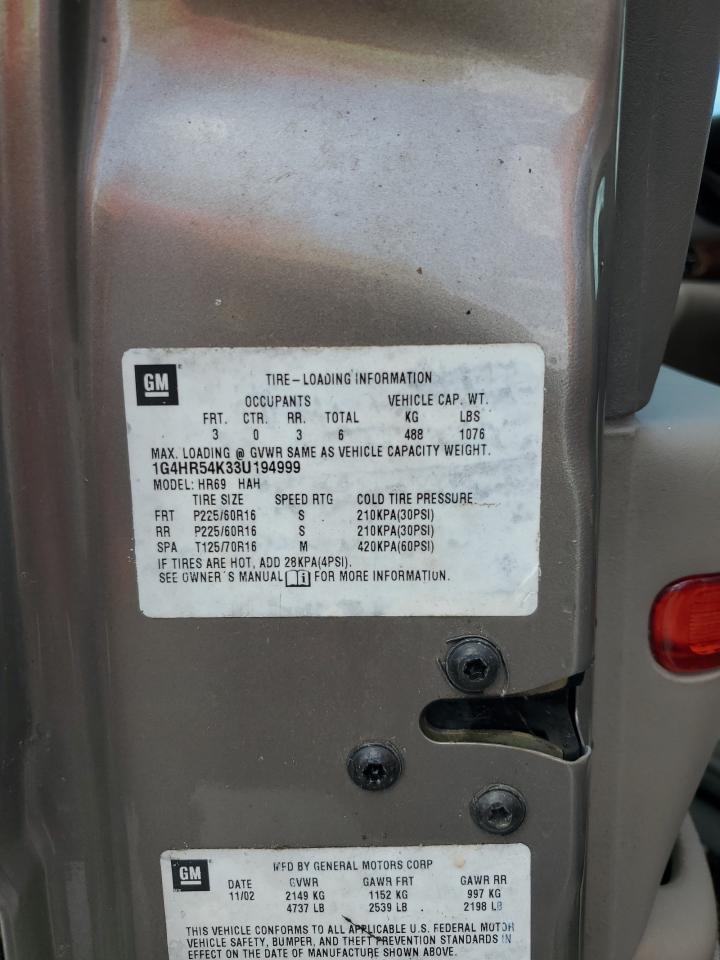 GM TIRE-LOADING INFORMATION
OCCUPANTS VEHICLE CAP. WT.
FRT. CTR. RR. TOTAL KG LBS
3 0 3 6 488 1076
MAX. LOADING @ GVWR SAME AS VEHICLE CAPACITY WEIGHT.
1G4HR54K33U194999
MODEL: HR69 HAH
TIRE SIZE SPEED RTG COLD TIRE PRESSURE
FRT P225/60R16 S 210KPA(30PSI)
RR P225/60R16 S 210KPA(30PSI)
SPA T125/70R16 M 420KPA(60PSI)
IF TIRES ARE HOT, ADD 28KPA(4PSI).
SEE OWNER'S MANUAL i FOR MORE INFORMATION.
GM MFD BY GENERAL MOTORS CORP
DATE GVWR GAWR FRT GAWR RR
11/02 2149 KG 1152 KG 997 KG
4737 LB 2539 LB 2198 LB
THIS VEHICLE CONFORMS TO ALL APPLICABLE U.S. FEDERAL MOTOR
VEHICLE SAFETY, BUMPER, AND THEFT PREVENTION STANDARDS IN
EFFECT ON THE DATE OF MANUFACTURE SHOWN ABOVE.